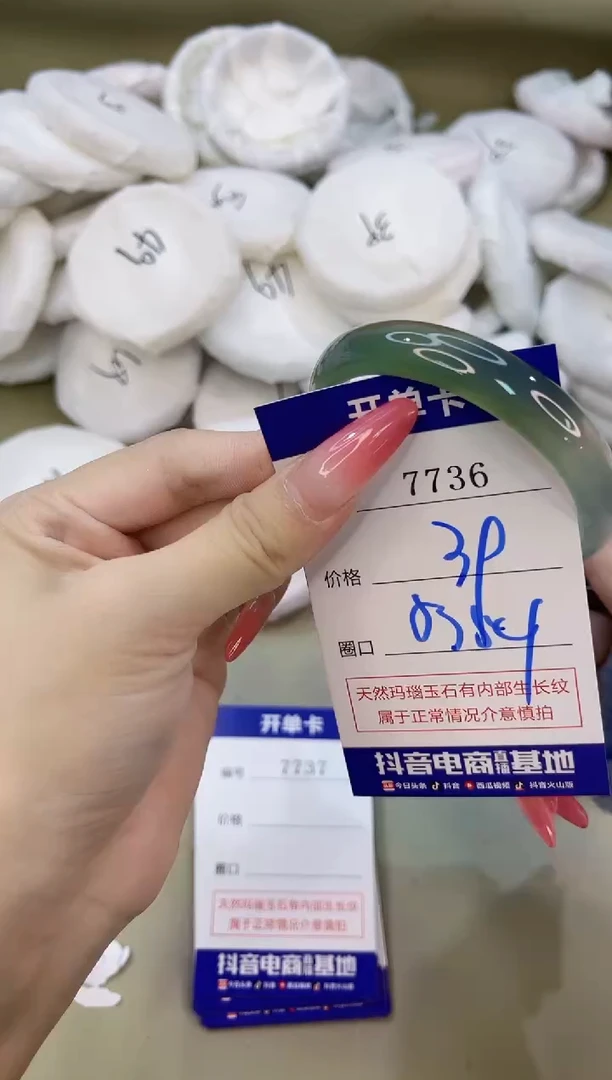 49
39
69
开单卡
7736
价格 39
圈口
天然玛瑙玉石有内部生长纹
属于正常情况介意慎拍
抖音电商直播基地
今日头条 抖音 西瓜视频 抖音火山版
开单卡
编号 7737
价格
圈口
天然玛瑙玉石有内部生长纹
属于正常情况介意慎拍
抖音电商直播基地